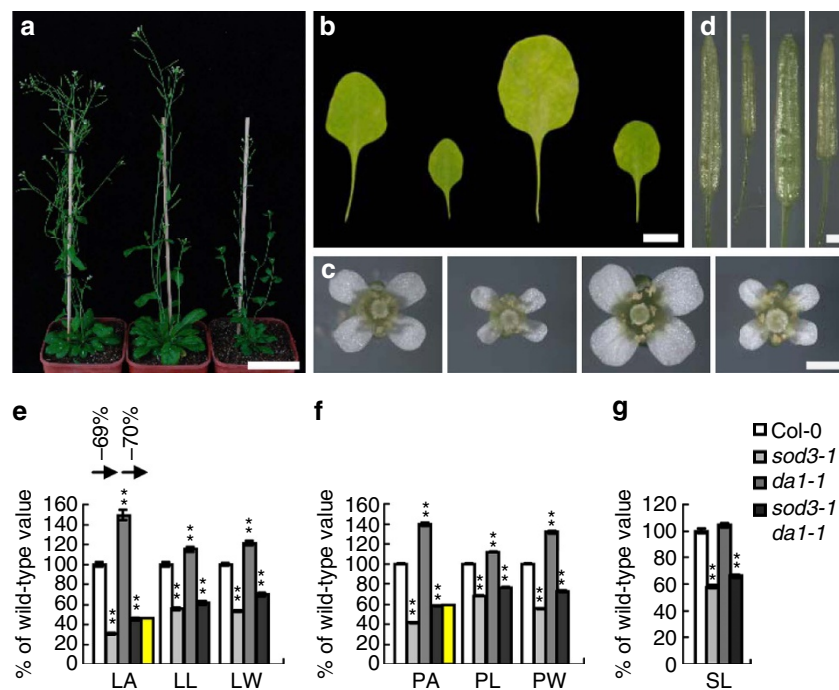 a
b
d
c
e
f
g
–69%
–70%
Col-0
sod3-1
da1-1
sod3-1
da1-1
% of wild-type value
160
140
120
100
80
60
40
20
0
**
**
**
**
**
**
**
**
**
LA LL LW
% of wild-type value
160
140
120
100
80
60
40
20
0
**
**
**
**
**
**
**
**
PA PL PW
% of wild-type value
120
100
80
60
40
20
0
**
**
SL